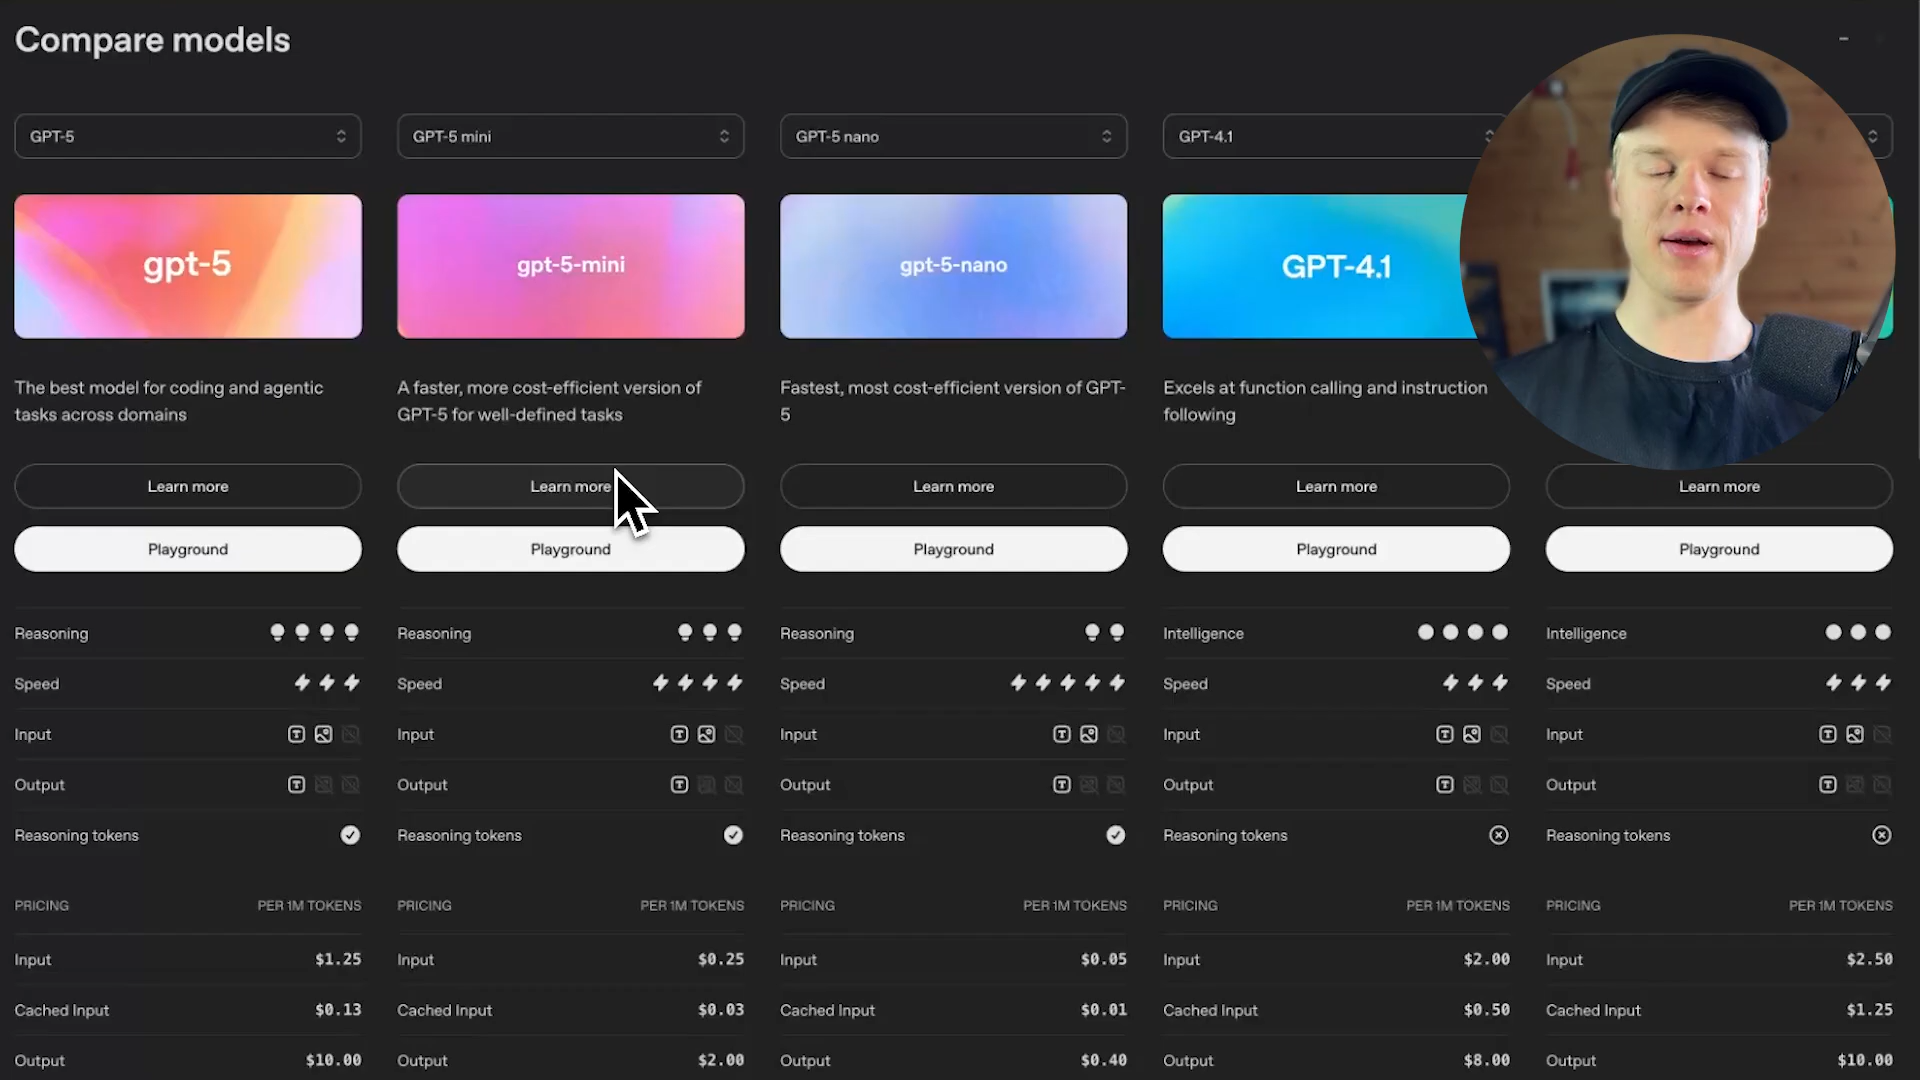 Compare models
GPT-5
GPT-5 mini
GPT-5 nano
GPT-4.1
gpt-5
gpt-5-mini
gpt-5-nano
GPT-4.1
The best model for coding and agentic
tasks across domains
A faster, more cost-efficient version of
GPT-5 for well-defined tasks
Fastest, most cost-efficient version of GPT-
5
Excels at function calling and instruction
following
Learn more
Learn more
Learn more
Learn more
Learn more
Playground
Playground
Playground
Playground
Playground
Reasoning
Reasoning
Reasoning
Intelligence
Intelligence
Speed
Speed
Speed
Speed
Speed
Input
Input
Input
Input
Input
Output
Output
Output
Output
Output
Reasoning tokens
Reasoning tokens
Reasoning tokens
Reasoning tokens
Reasoning tokens
PRICING PER 1M TOKENS
PRICING PER 1M TOKENS
PRICING PER 1M TOKENS
PRICING PER 1M TOKENS
PRICING PER 1M TOKENS
Input $1.25
Input $0.25
Input $0.05
Input $2.00
Input $2.50
Cached Input $0.13
Cached Input $0.03
Cached Input $0.01
Cached Input $0.50
Cached Input $1.25
Output $10.00
Output $2.00
Output $0.40
Output $8.00
Output $10.00